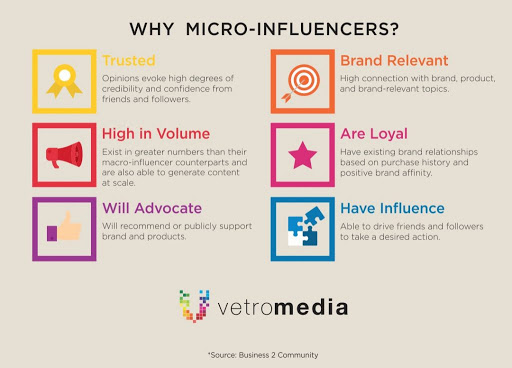 WHY MICRO-INFLUENCERS?
Trusted
Opinions evoke high degrees of
credibility and confidence from
friends and followers.
Brand Relevant
High connection with brand, product,
and brand-relevant topics.
High in Volume
Exist in greater numbers than their
macro-influencer counterparts and
are also able to generate content
at scale.
Are Loyal
Have existing brand relationships
based on purchase history and
positive brand affinity.
Will Advocate
Will recommend or publicly support
brand and products.
Have Influence
Able to drive friends and followers
to take a desired action.
vetromedia
*Source: Business 2 Community